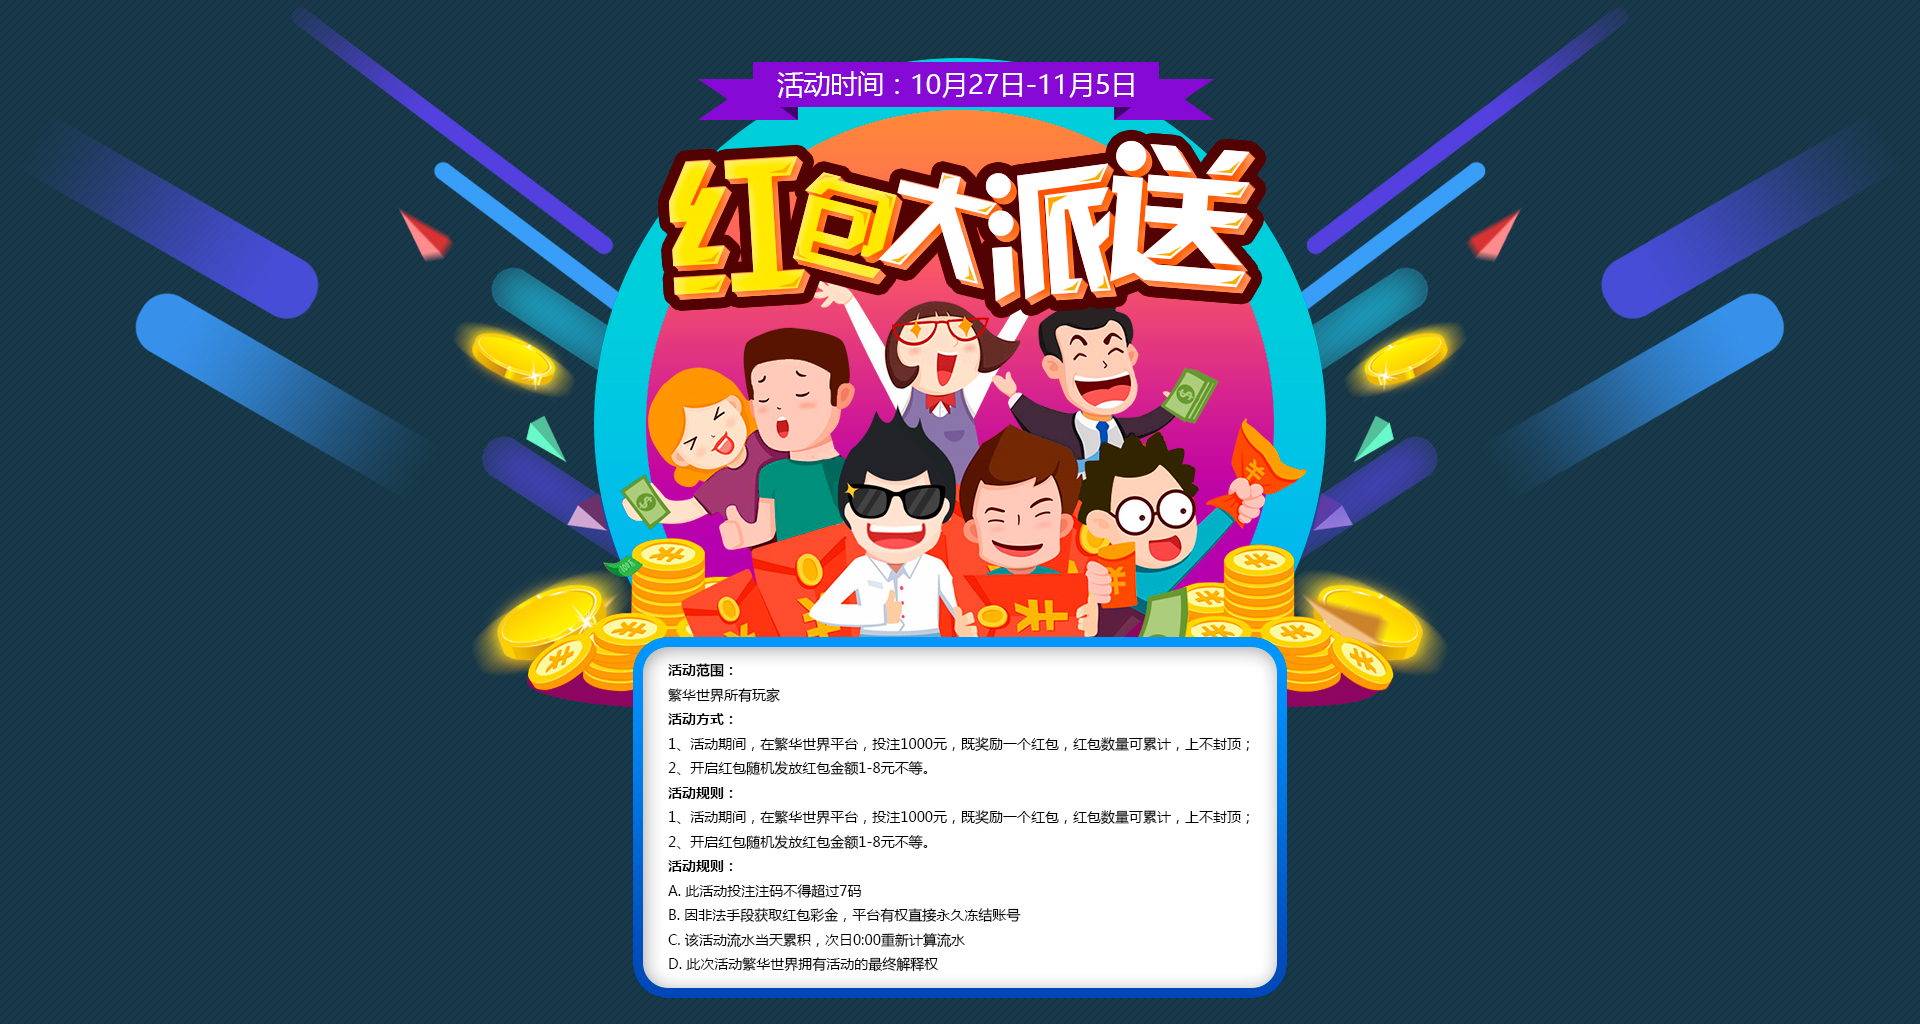 活动时间：10月27日-11月5日
红包大派送
活动范围：
繁华世界所有玩家
活动方式：
1、活动期间，在繁华世界平台，投注1000元，既奖励一个红包，红包数量可累计，上不封顶；
2、开启红包随机发放红包金额1-8元不等。
活动规则：
1、活动期间，在繁华世界平台，投注1000元，既奖励一个红包，红包数量可累计，上不封顶；
2、开启红包随机发放红包金额1-8元不等。
活动规则：
A. 此活动投注注码不得超过7码
B. 因非法手段获取红包彩金，平台有权直接永久冻结账号
C. 该活动流水当天累积，次日0:00重新计算流水
D. 此次活动繁华世界拥有活动的最终解释权